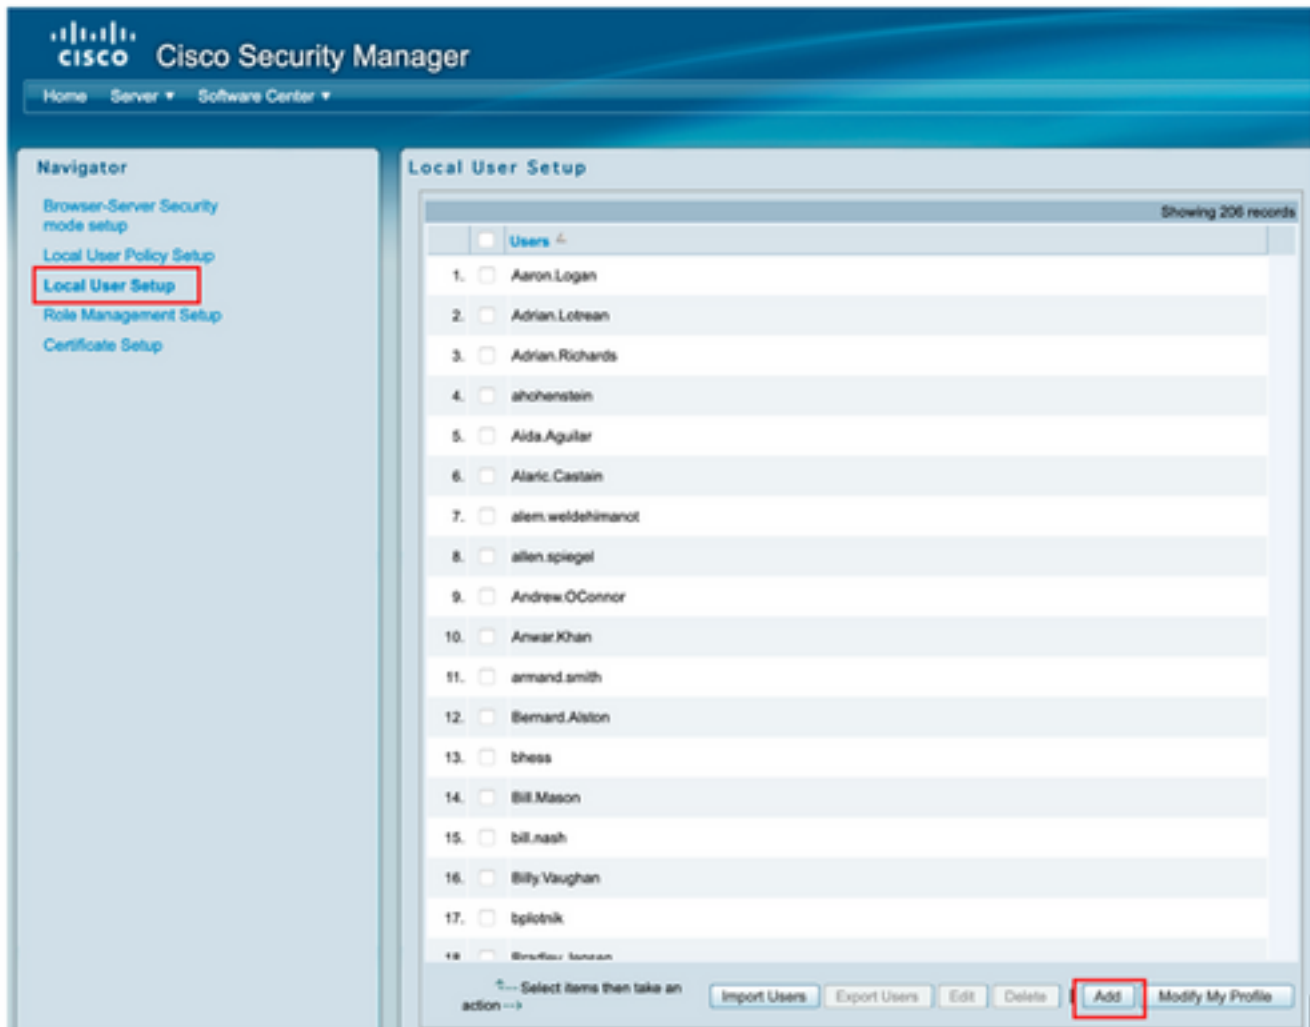 CISCO Cisco Security Manager
Home Server Software Center
Navigator
Browser-Server Security
mode setup
Local User Policy Setup
Local User Setup
Role Management Setup
Certificate Setup
Local User Setup
Showing 206 records
Users
1. Aaron.Logan
2. Adrian.Lotrean
3. Adrian.Richards
4. ahohenstein
5. Aida.Aguilar
6. Alaric.Castain
7. alem.weldehimanot
8. allen.spiegel
9. Andrew.OConnor
10. Anwar.Khan
11. armand.smith
12. Bernard.Alston
13. bhess
14. Bill.Mason
15. bill.nash
16. Billy.Vaughan
17. bplotnik
18. Bradley.Jensen
Select items then take an
action -->
Import Users Export Users Edit Delete Add Modify My Profile